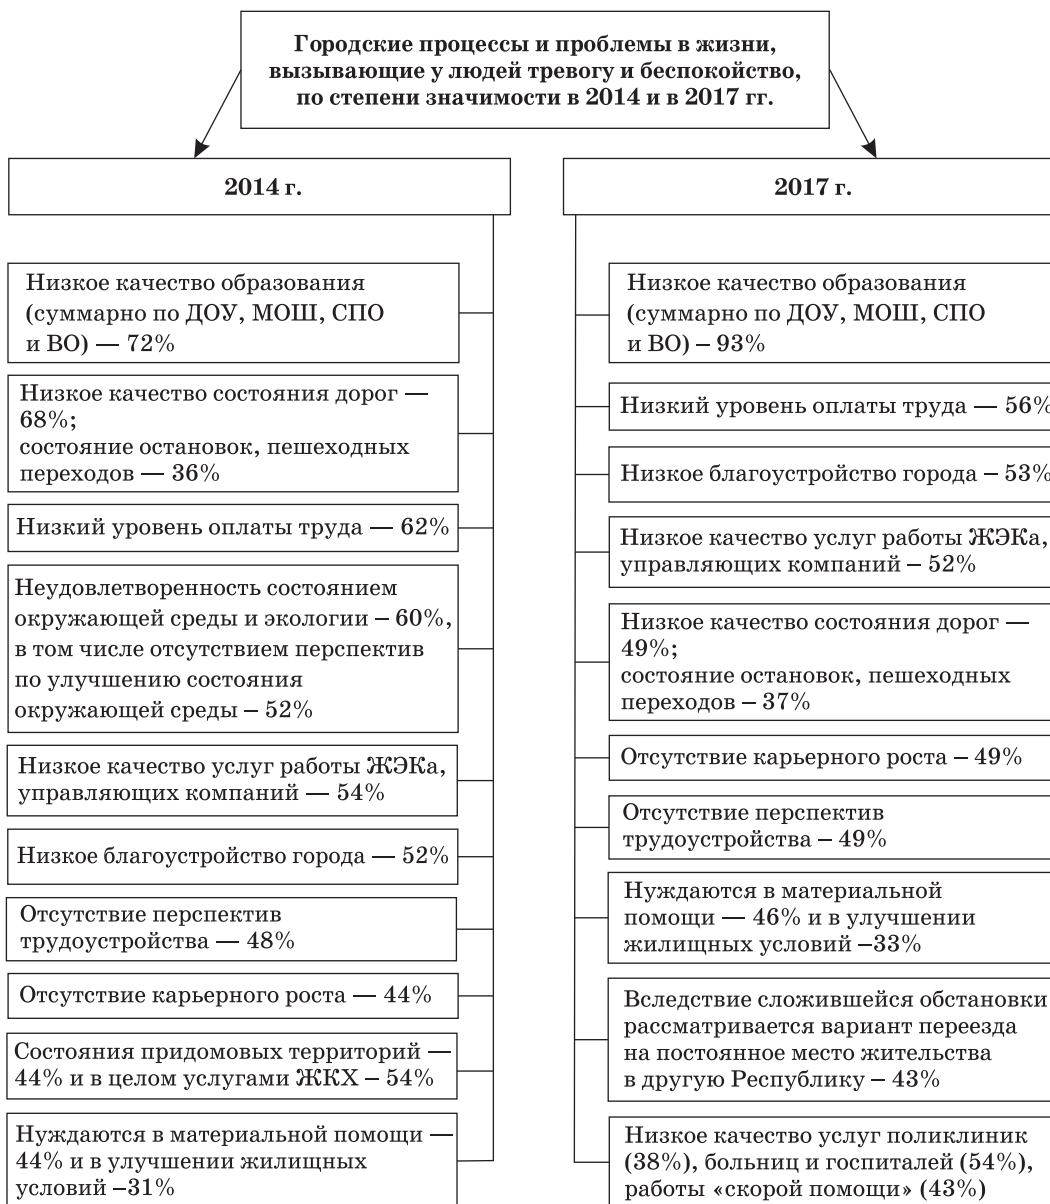 Городские процессы и проблемы в жизни,
вызывающие у людей тревогу и беспокойство,
по степени значимости в 2014 и в 2017 гг.
2014 г.
Низкое качество образования
(суммарно по ДОУ, МОШ, СПО
и ВО) — 72%
Низкое качество состояния дорог —
68%;
состояние остановок, пешеходных
переходов — 36%
Низкий уровень оплаты труда — 62%
Неудовлетворенность состоянием
окружающей среды и экологии – 60%,
в том числе отсутствием перспектив
по улучшению состояния
окружающей среды – 52%
Низкое качество услуг работы ЖЭКа,
управляющих компаний — 54%
Низкое благоустройство города — 52%
Отсутствие перспектив
трудоустройства — 48%
Отсутствие карьерного роста — 44%
Состояния придомовых территорий —
44% и в целом услугами ЖКХ – 54%
Нуждаются в материальной помощи —
44% и в улучшении жилищных
условий –31%
2017 г.
Низкое качество образования
(суммарно по ДОУ, МОШ, СПО
и ВО) – 93%
Низкий уровень оплаты труда — 56%
Низкое благоустройство города – 53%
Низкое качество услуг работы ЖЭКа,
управляющих компаний – 52%
Низкое качество состояния дорог —
49%;
состояние остановок, пешеходных
переходов – 37%
Отсутствие карьерного роста – 49%
Отсутствие перспектив
трудоустройства – 49%
Нуждаются в материальной
помощи — 46% и в улучшении
жилищных условий –33%
Вследствие сложившейся обстановки
рассматривается вариант переезда
на постоянное место жительства
в другую Республику – 43%
Низкое качество услуг поликлиник
(38%), больниц и госпиталей (54%),
работы «скорой помощи» (43%)